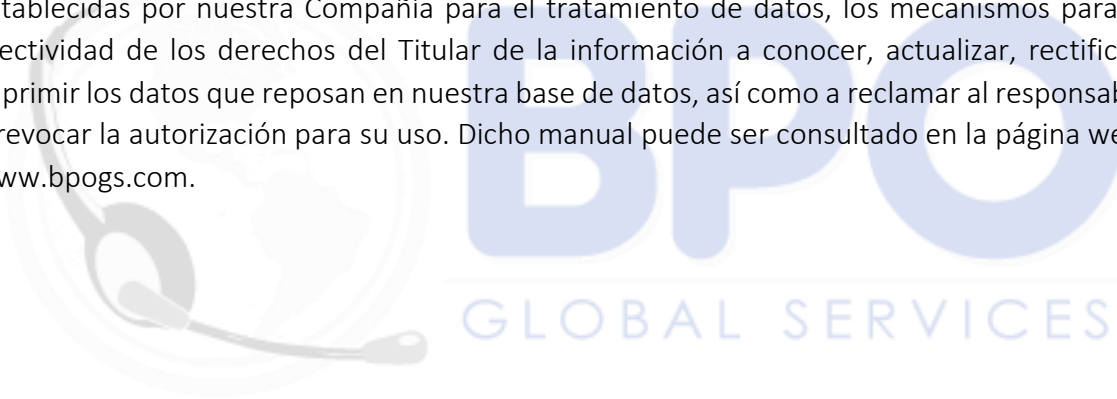 tablecidas por nuestra Compañía para el tratamiento de datos, los mecanismos para
ectividad de los derechos del Titular de la información a conocer, actualizar, rectific
primir los datos que reposan en nuestra base de datos, así como a reclamar al responsab
revocar la autorización para su uso. Dicho manual puede ser consultado en la página we
ww.bpogs.com.
BPO
GLOBAL SERVICES